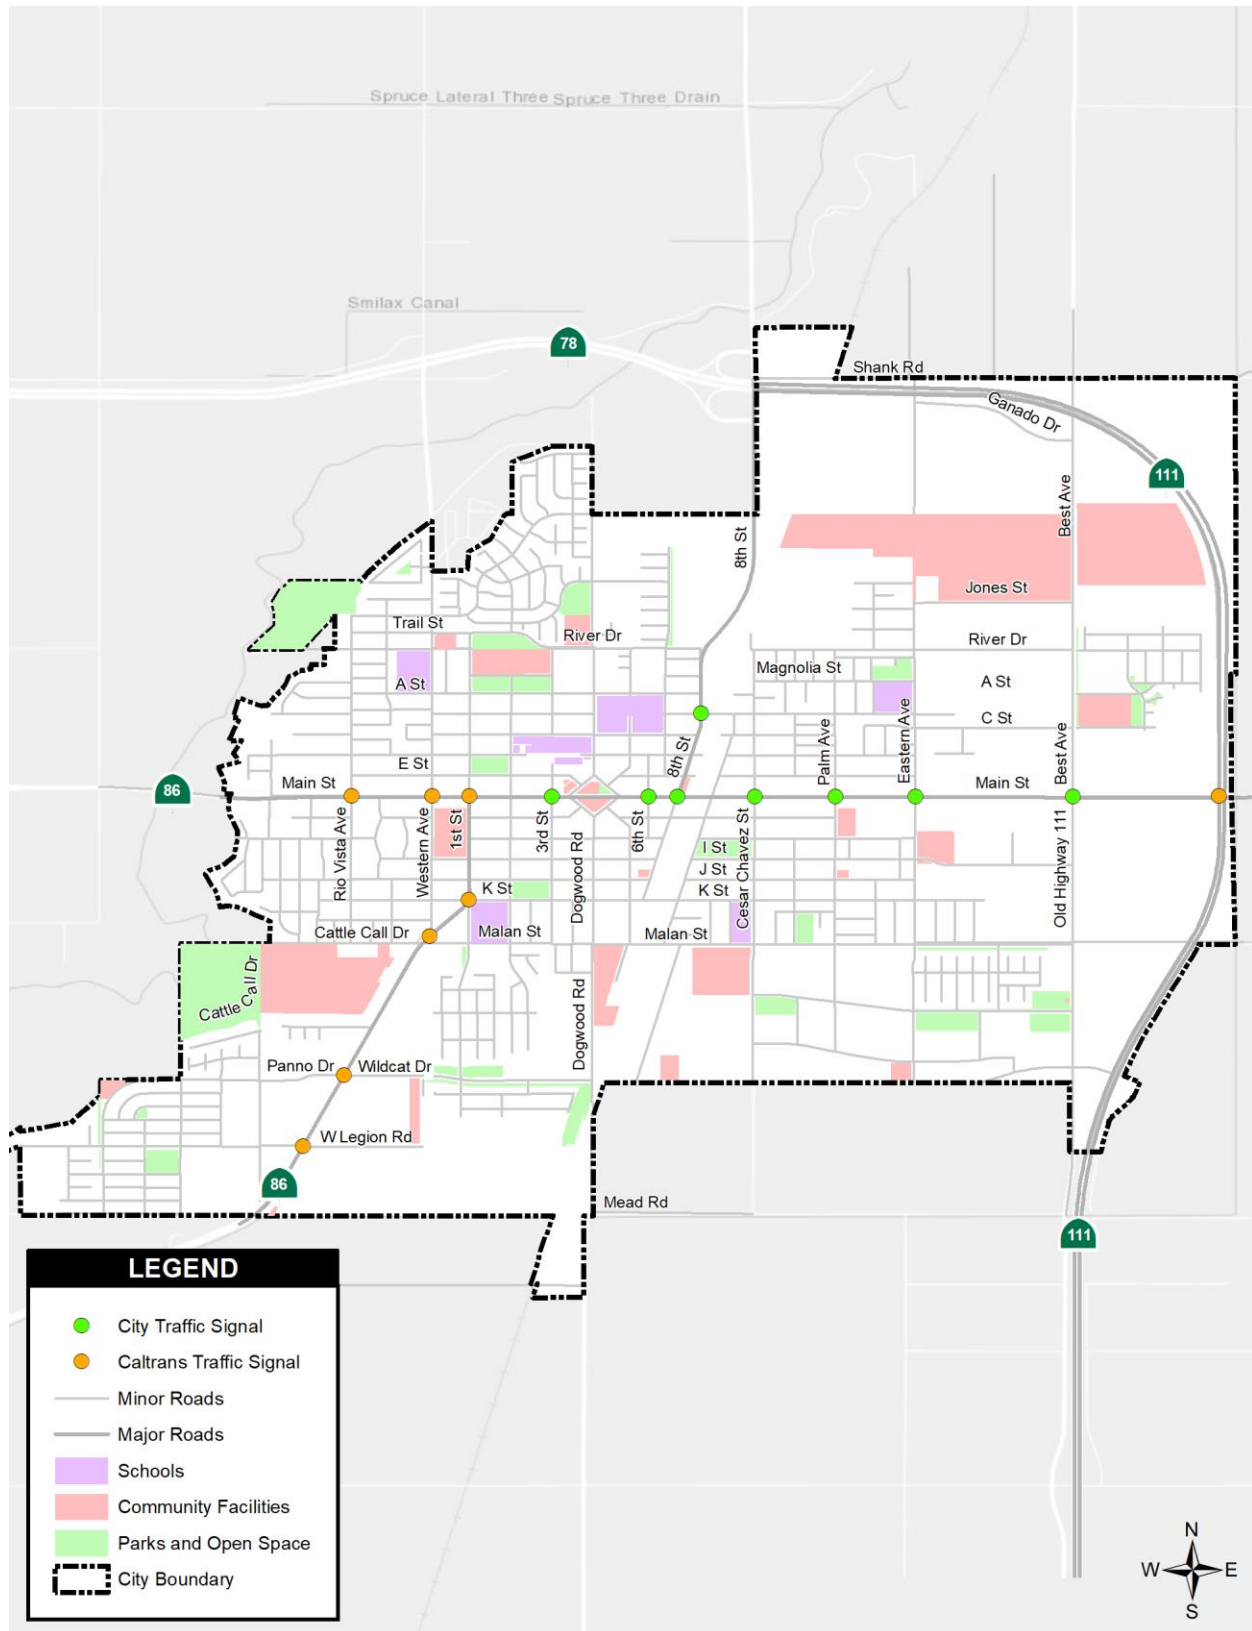 Spruce Lateral Three
Spruce Three Drain
Smilax Canal
78
Shank Rd
Ganado Dr
111
Best Ave
8th St
Jones St
Trail St
River Dr
River Dr
Magnolia St
A St
A St
C St
Palm Ave
Eastern Ave
Best Ave
8th St
E St
Main St
Main St
86
Rio Vista Ave
Western Ave
1st St
3rd St
Dogwood Rd
6th St
Cesar Chavez St
Old Highway 111
I St
J St
K St
K St
Cattle Call Dr
Malan St
Malan St
Cattle Call Dr
Dogwood Rd
Panno Dr
Wildcat Dr
W Legion Rd
86
Mead Rd
111
LEGEND
City Traffic Signal
Caltrans Traffic Signal
Minor Roads
Major Roads
Schools
Community Facilities
Parks and Open Space
City Boundary
N
W
E
S